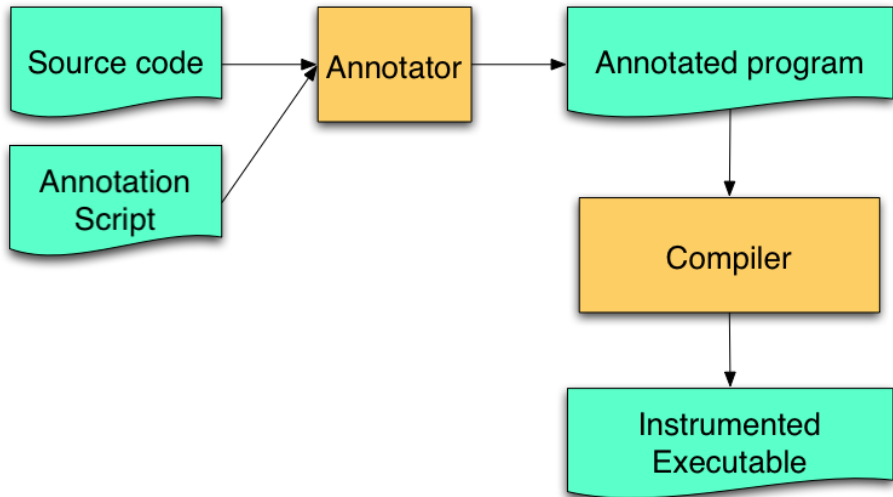 Source code
Annotator
Annotated program
Annotation
Script
Compiler
Instrumented
Executable